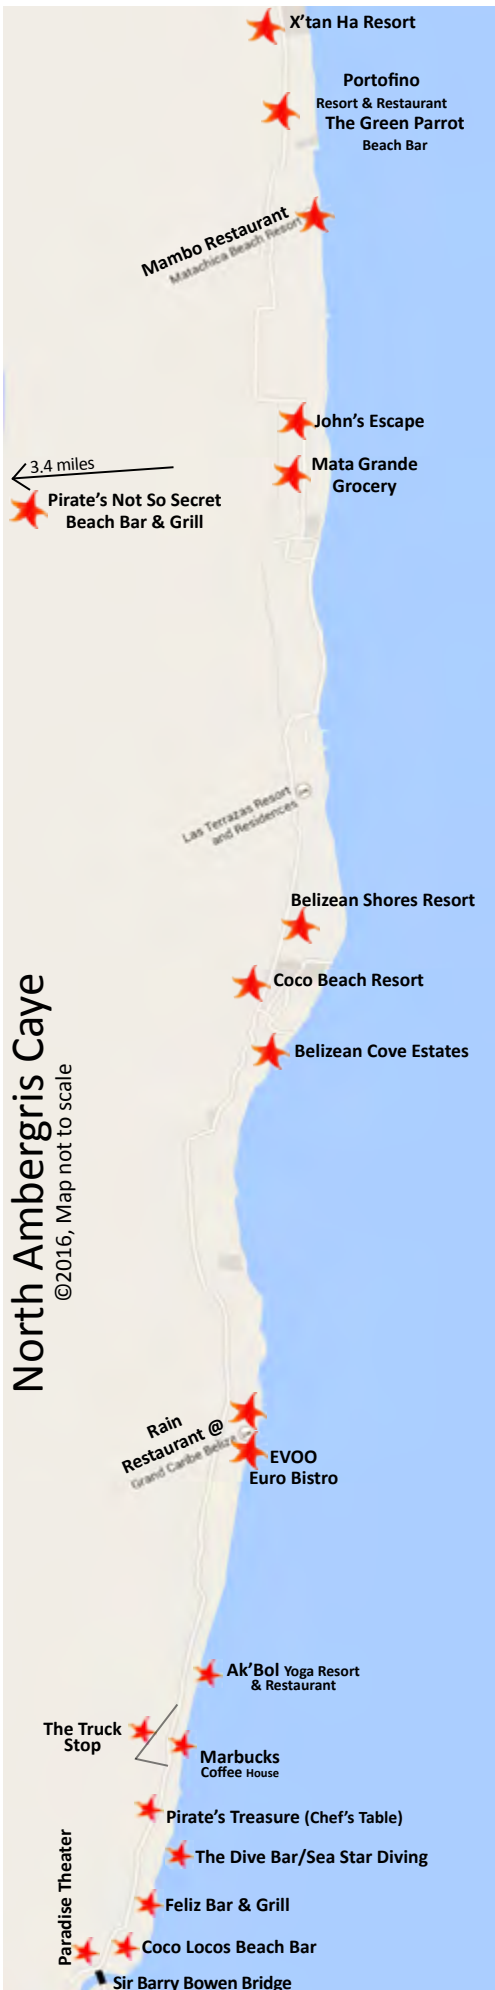 X'tan Ha Resort
Portofino
Resort & Restaurant
The Green Parrot
Beach Bar
Mambo Restaurant
Matachica Beach Resort
John's Escape
Mata Grande
Grocery
3.4 miles
Pirate's Not So Secret
Beach Bar & Grill
Las Terrazas Resort
and Residences
Belizean Shores Resort
Coco Beach Resort
Belizean Cove Estates
North Ambergris Caye
©2016, Map not to scale
Rain
Restaurant @
Grand Caribe Belize
EVOO
Euro Bistro
Ak'Bol Yoga Resort
& Restaurant
The Truck
Stop
Marbucks
Coffee House
Pirate's Treasure (Chef's Table)
The Dive Bar/Sea Star Diving
Feliz Bar & Grill
Paradise Theater
Coco Locos Beach Bar
Sir Barry Bowen Bridge